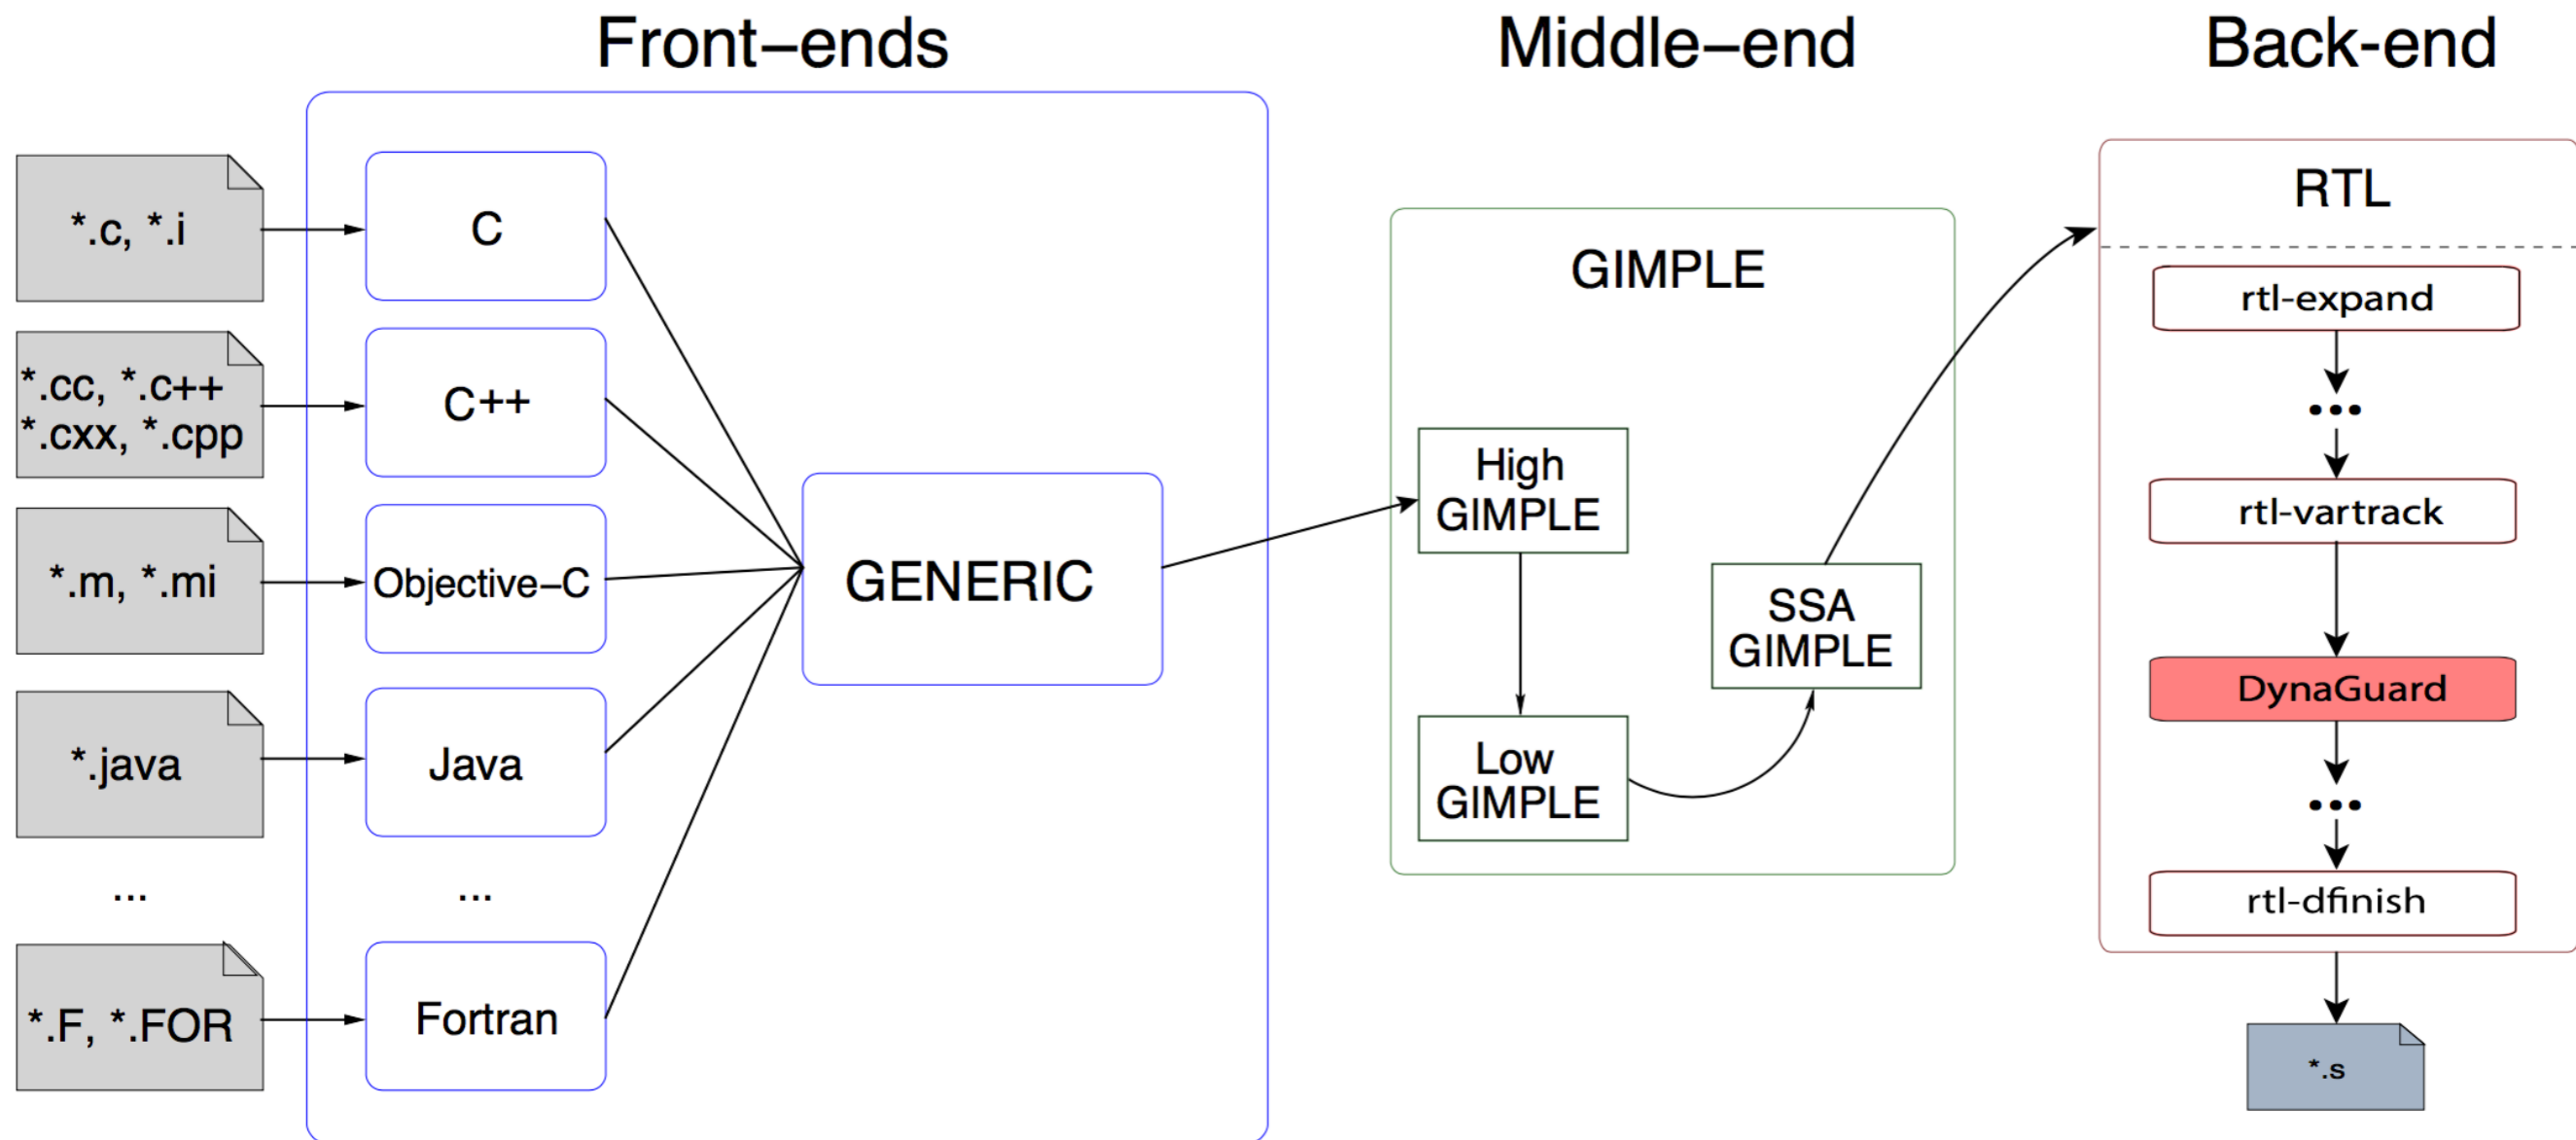 Front–ends
Middle–end
Back-end
*.c, *.i
C
*.cc, *.c++
*.cxx, *.cpp
C++
*.m, *.mi
Objective–C
*.java
Java
...
...
*.F, *.FOR
Fortran
GENERIC
GIMPLE
High
GIMPLE
Low
GIMPLE
SSA
GIMPLE
RTL
rtl-expand
...
rtl-vartrack
DynaGuard
...
rtl-dfinish
*.s